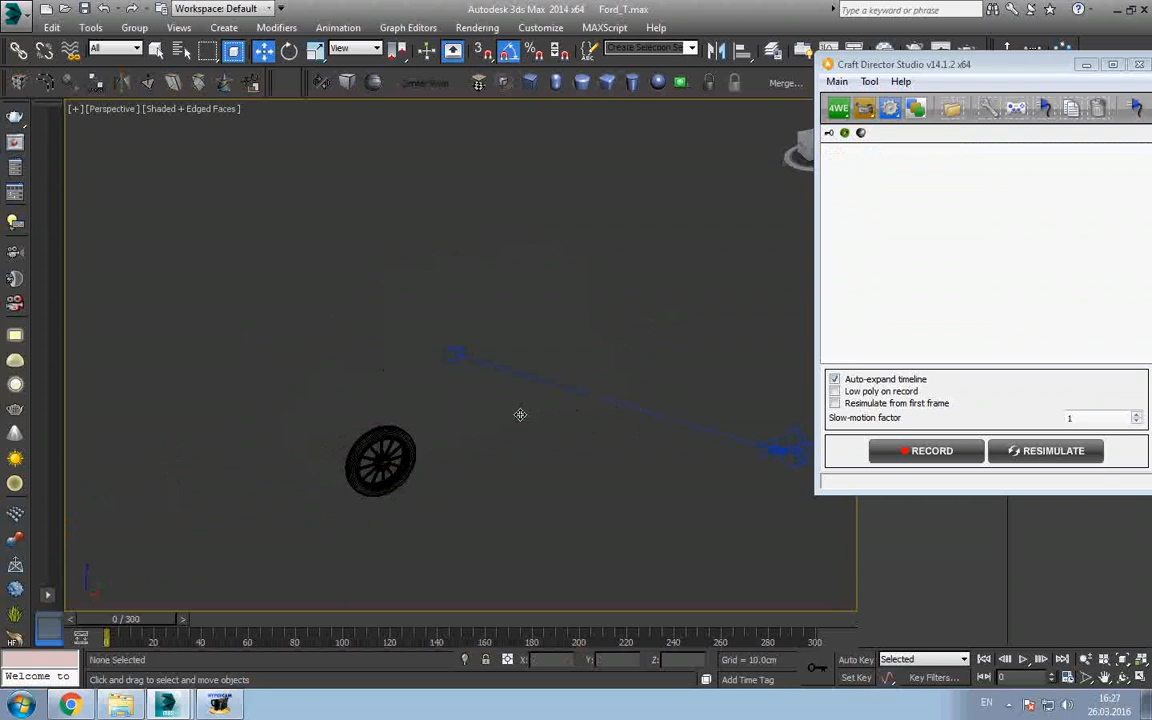 Workspace: Default
Autodesk 3ds Max 2014 x64 Ford_T.max
Type a keyword or phrase
Edit Tools Group Views Create Modifiers Animation Graph Editors Rendering Customize MAXScript Help
All
View
Create Selection Se
Merge...
[+] [Perspective] [Shaded + Edged Faces]
Craft Director Studio v14.1.2 x64
Main Tool Help
4WE
Auto-expand timeline
Low poly on record
Resimulate from first frame
Slow-motion factor
1
RECORD
RESIMULATE
0 / 300
0 20 40 60 80 100 120 140 160 180 200 220 240 260 280 300
None Selected
X: Y: Z:
Grid = 10.0cm
Auto Key
Selected
Welcome to
Click and drag to select and move objects
Add Time Tag
Set Key
Key Filters...
0
EN
16:27
26.03.2016